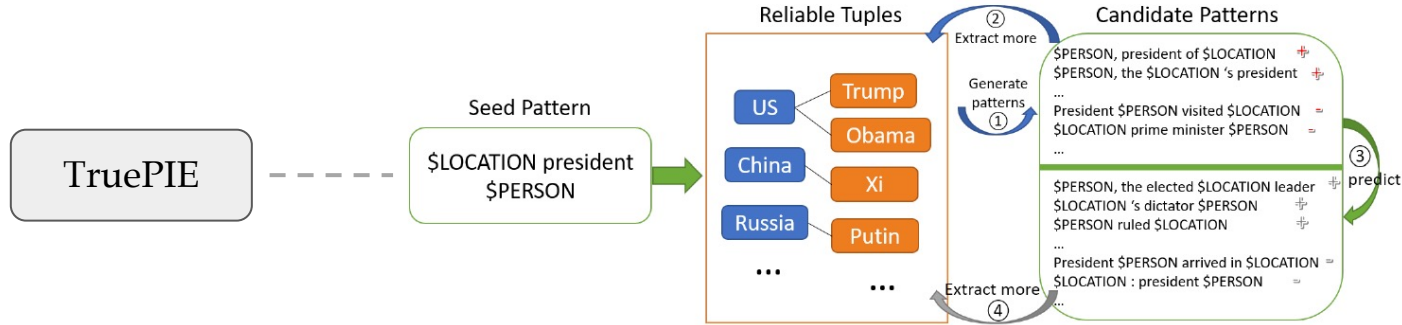 TruePIE
Seed Pattern
$LOCATION president
$PERSON
Reliable Tuples
US
Trump
Obama
China
Xi
Russia
Putin
...
...
②
Extract more
Generate
patterns
①
Extract more
④
Candidate Patterns
$PERSON, president of $LOCATION +
$PERSON, the $LOCATION ‘s president +
...
President $PERSON visited $LOCATION -
$LOCATION prime minister $PERSON -
...
③
predict
$PERSON, the elected $LOCATION leader +
$LOCATION ‘s dictator $PERSON +
$PERSON ruled $LOCATION +
...
President $PERSON arrived in $LOCATION -
$LOCATION : president $PERSON -
...